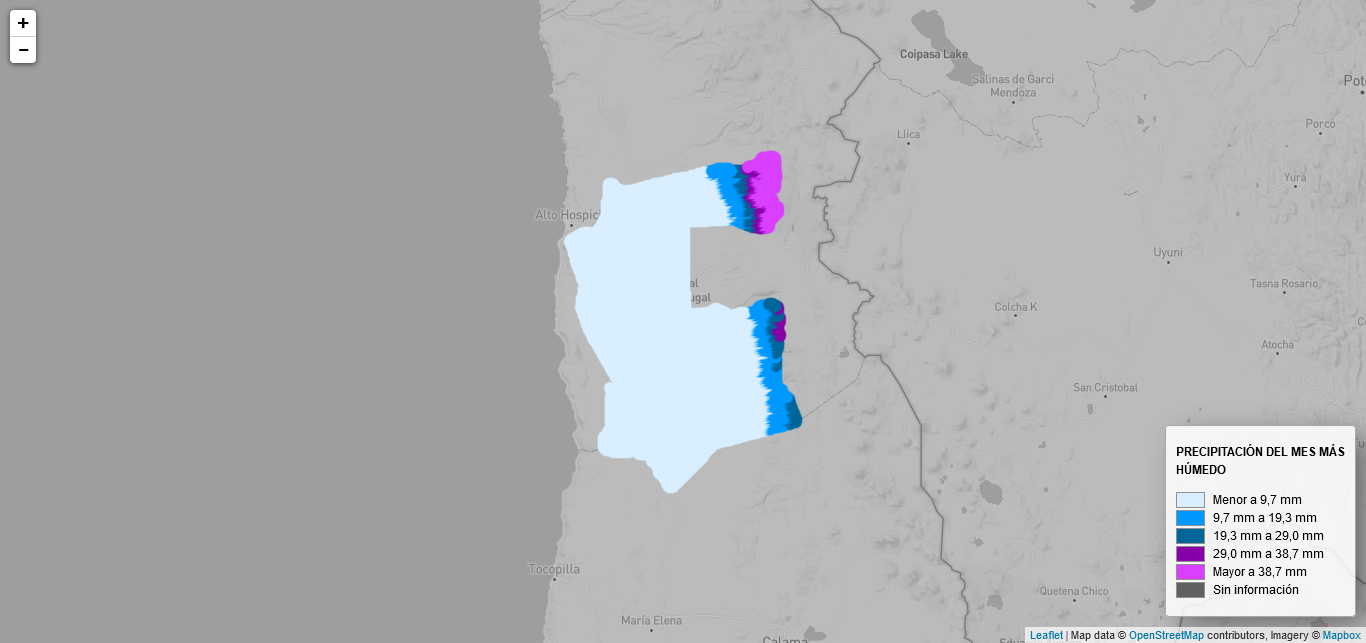 +
−
Coipasa Lake
Salinas de Garci
Mendoza
Llica
Porco
Yura
Alto Hospic
Uyuni
al
ugal
Tasna Rosario
Colcha K
Atocha
San Cristobal
Tocopilla
Quetena Chico
María Elena
Calama
PRECIPITACIÓN DEL MES MÁS
HÚMEDO
Menor a 9,7 mm
9,7 mm a 19,3 mm
19,3 mm a 29,0 mm
29,0 mm a 38,7 mm
Mayor a 38,7 mm
Sin información
Leaflet | Map data © OpenStreetMap contributors, Imagery © Mapbox